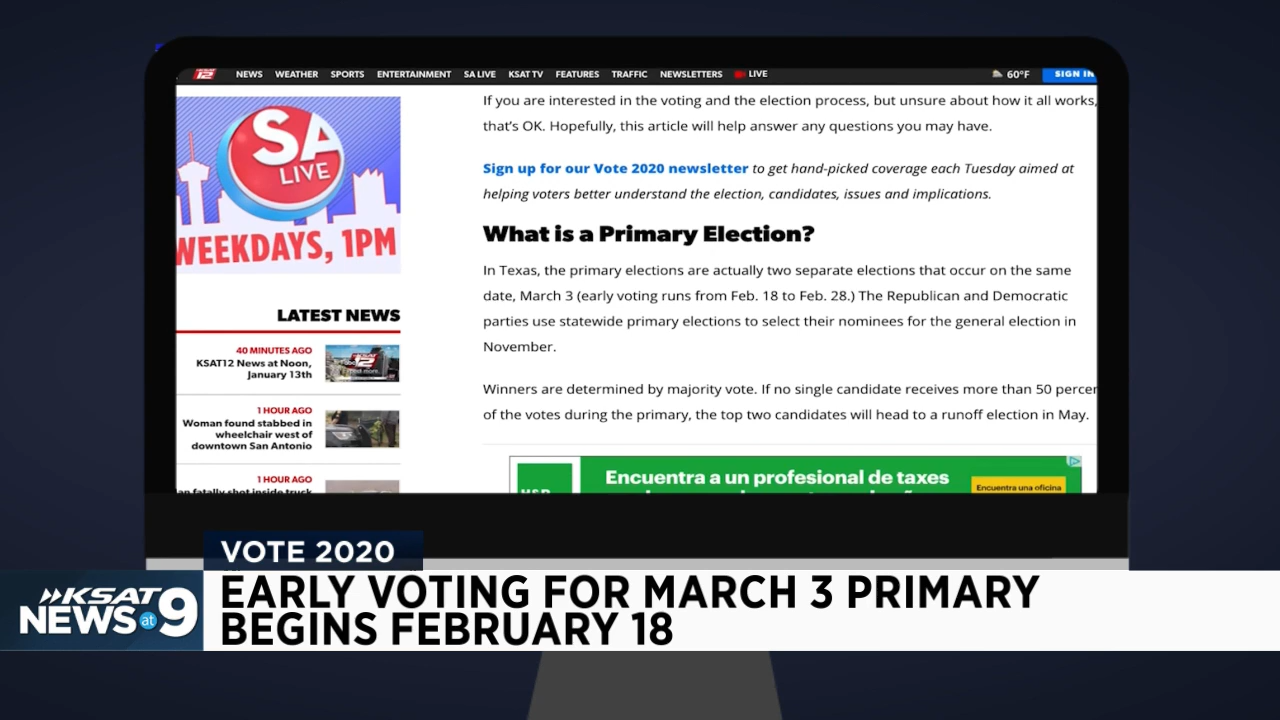 12
NEWS WEATHER SPORTS ENTERTAINMENT SA LIVE KSAT TV FEATURES TRAFFIC NEWSLETTERS LIVE 60°F SIGN IN
SA
LIVE
WEEKDAYS, 1PM
LATEST NEWS
40 MINUTES AGO
KSAT12 News at Noon,
January 13th
1 HOUR AGO
Woman found stabbed in
wheelchair west of
downtown San Antonio
1 HOUR AGO
an fatally shot inside truck
If you are interested in the voting and the election process, but unsure about how it all works,
that's OK. Hopefully, this article will help answer any questions you may have.
Sign up for our Vote 2020 newsletter to get hand-picked coverage each Tuesday aimed at
helping voters better understand the election, candidates, issues and implications.
What is a Primary Election?
In Texas, the primary elections are actually two separate elections that occur on the same
date, March 3 (early voting runs from Feb. 18 to Feb. 28.) The Republican and Democratic
parties use statewide primary elections to select their nominees for the general election in
November.
Winners are determined by majority vote. If no single candidate receives more than 50 percen
of the votes during the primary, the top two candidates will head to a runoff election in May.
Encuentra a un profesional de taxes
Encuentra una oficina
VOTE 2020
KSAT
NEWS at 9
EARLY VOTING FOR MARCH 3 PRIMARY
BEGINS FEBRUARY 18